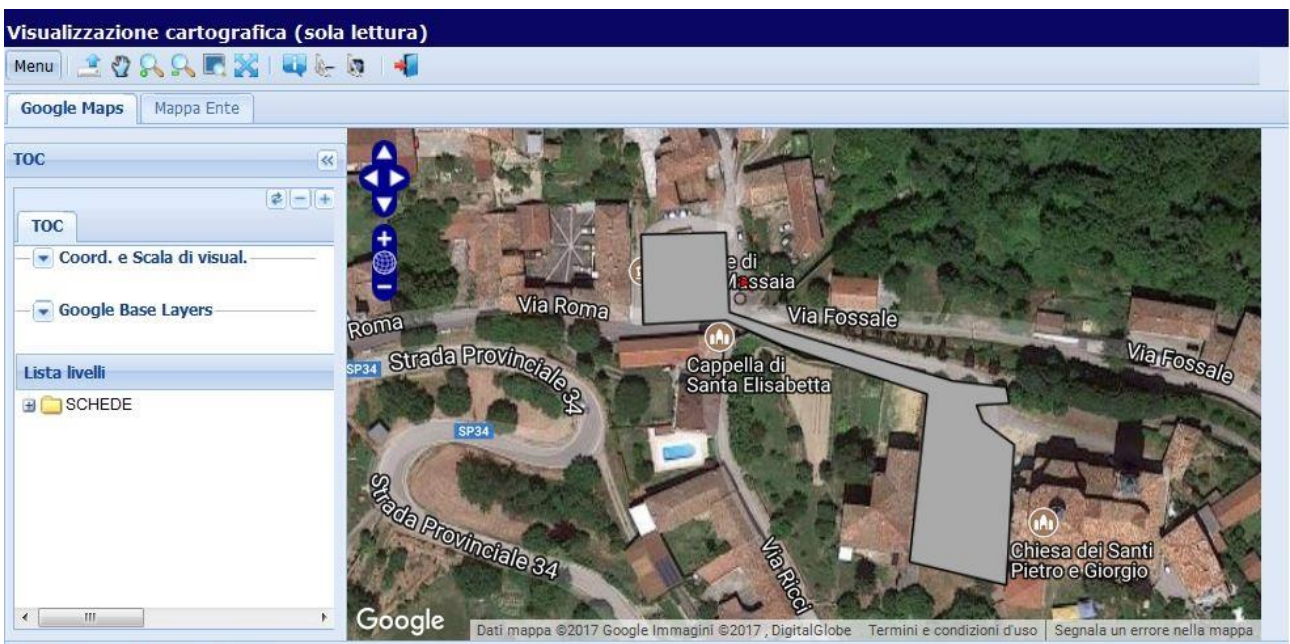 Visualizzazione cartografica (sola lettura)
Menu
Google Maps
Mappa Ente
TOC
TOC
Coord. e Scala di visual.
Google Base Layers
Lista livelli
SCHEDE
e di
Massaia
Via Roma
Via Fossale
Roma
Via Fossale
SP34
Strada Provinciale 34
Cappella di
Santa Elisabetta
SP34
Strada Provinciale 34
Via Ricci
Chiesa dei Santi
Pietro e Giorgio
Google
Dati mappa ©2017 Google Immagini ©2017 , DigitalGlobe
Termini e condizioni d'uso
Segnala un errore nella mappa